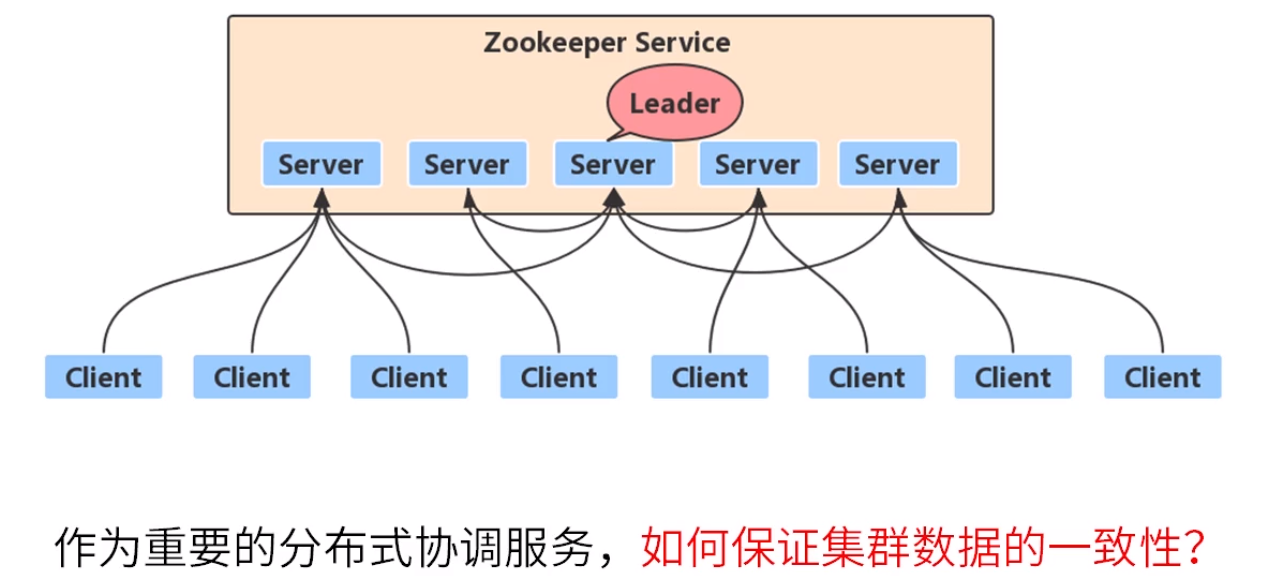 Zookeeper Service
Leader
Server Server Server Server Server
Client Client Client Client Client Client Client Client
作为重要的分布式协调服务，如何保证集群数据的一致性？